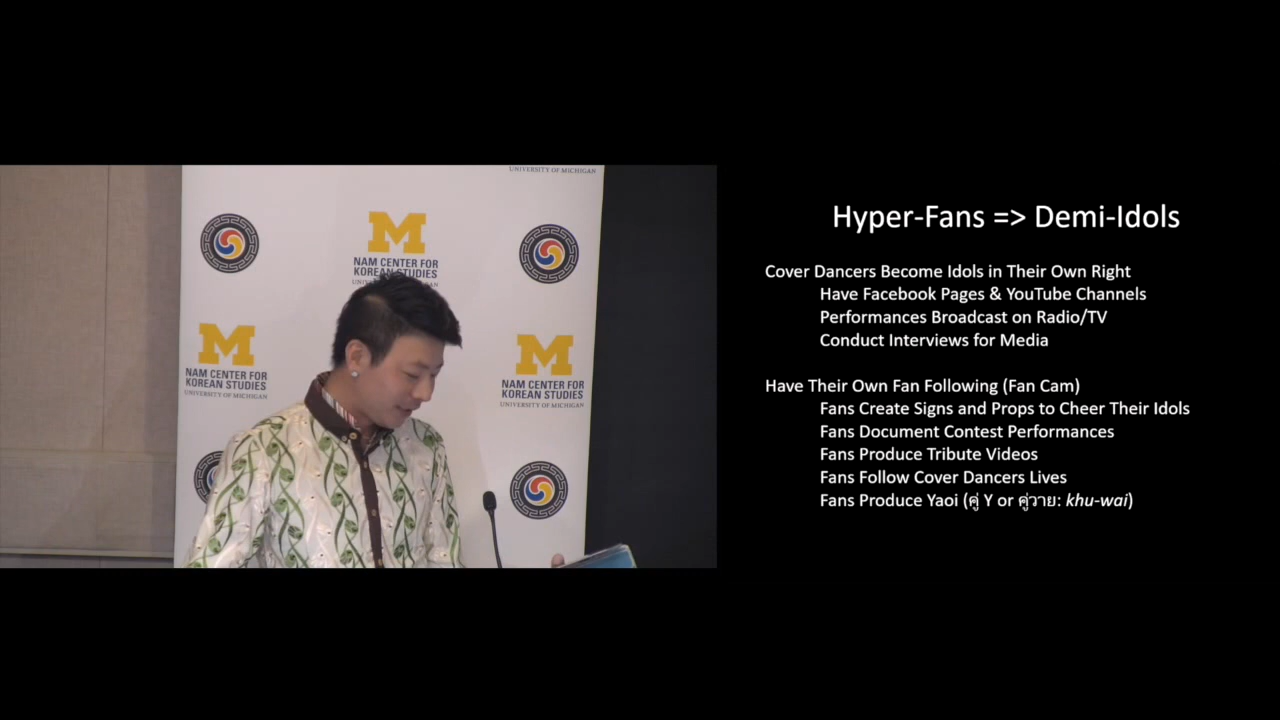 UNIVERSITY OF MICHIGAN
M
NAM CENTER FOR
KOREAN STUDIES
M
NAM CENTER FOR
KOREAN STUDIES
UNIVERSITY OF MICHIGAN
M
NAM CENTER FOR
KOREAN STUDIES
UNIVERSITY OF MICHIGAN
Hyper-Fans => Demi-Idols
Cover Dancers Become Idols in Their Own Right
Have Facebook Pages & YouTube Channels
Performances Broadcast on Radio/TV
Conduct Interviews for Media
Have Their Own Fan Following (Fan Cam)
Fans Create Signs and Props to Cheer Their Idols
Fans Document Contest Performances
Fans Produce Tribute Videos
Fans Follow Cover Dancers Lives
Fans Produce Yaoi (คู่ Y or คู่วาย: khu-wai)